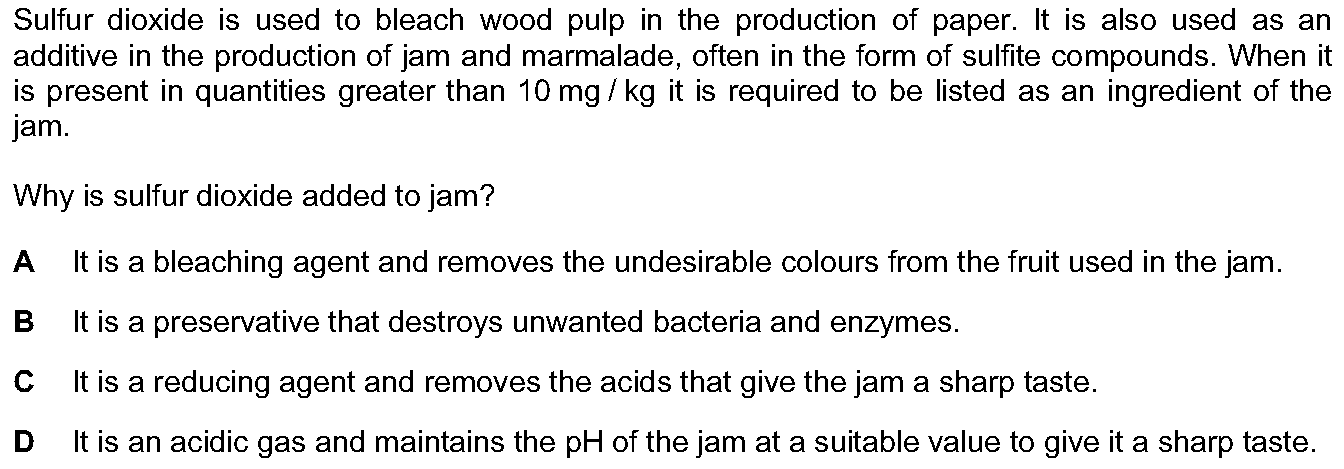 Sulfur dioxide is used to bleach wood pulp in the production of paper. It is also used as an
additive in the production of jam and marmalade, often in the form of sulfite compounds. When it
is present in quantities greater than 10 mg / kg it is required to be listed as an ingredient of the
jam.
Why is sulfur dioxide added to jam?
A It is a bleaching agent and removes the undesirable colours from the fruit used in the jam.
B It is a preservative that destroys unwanted bacteria and enzymes.
C It is a reducing agent and removes the acids that give the jam a sharp taste.
D It is an acidic gas and maintains the pH of the jam at a suitable value to give it a sharp taste.